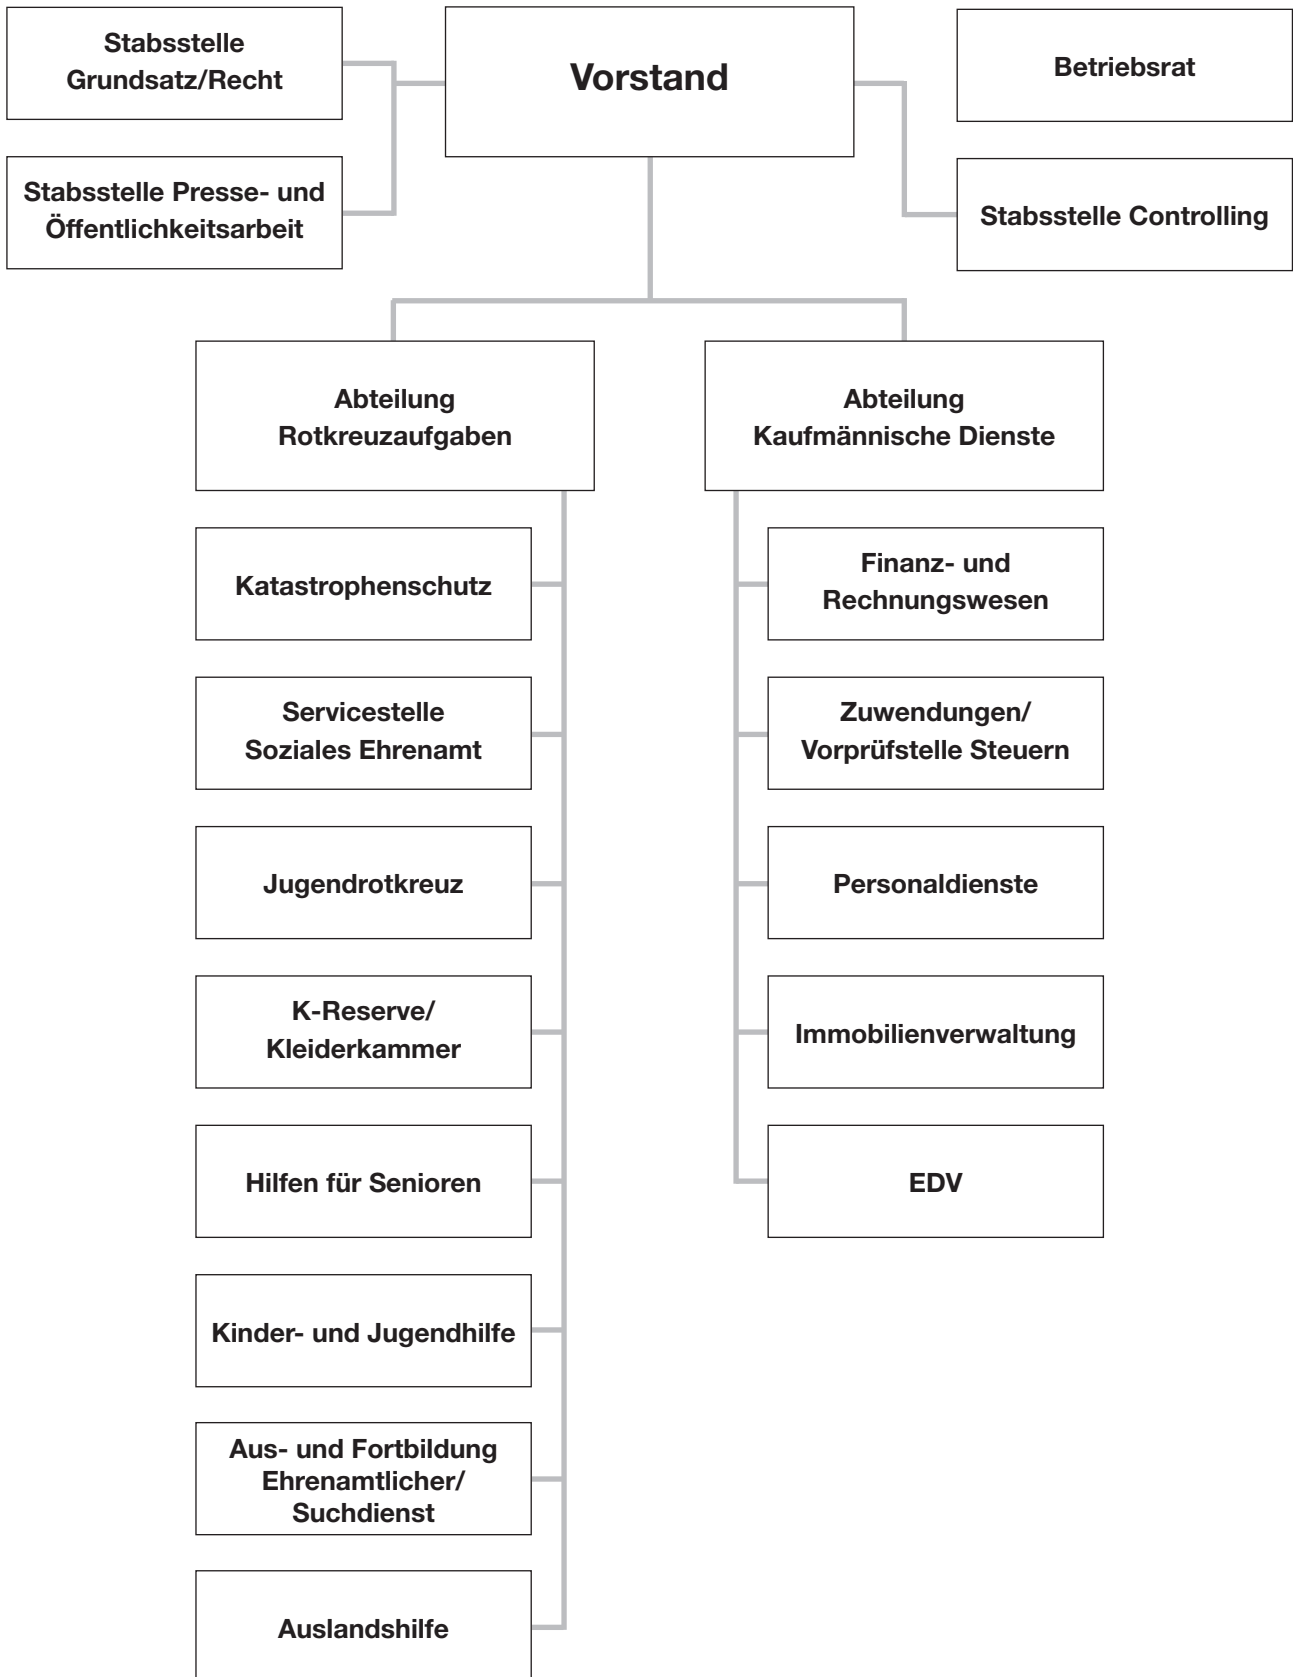 Stabsstelle
Grundsatz/Recht
Vorstand
Betriebsrat
Stabsstelle Presse- und
Öffentlichkeitsarbeit
Stabsstelle Controlling
Abteilung
Rotkreuzaufgaben
Abteilung
Kaufmännische Dienste
Katastrophenschutz
Servicestelle
Soziales Ehrenamt
Jugendrotkreuz
K-Reserve/
Kleiderkammer
Hilfen für Senioren
Kinder- und Jugendhilfe
Aus- und Fortbildung
Ehrenamtlicher/
Suchdienst
Auslandshilfe
Finanz- und
Rechnungswesen
Zuwendungen/
Vorprüfstelle Steuern
Personaldienste
Immobilienverwaltung
EDV